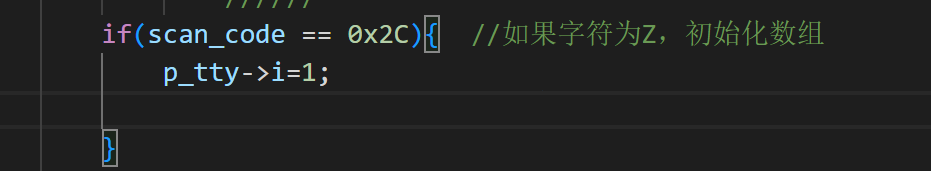 //////
if(scan_code == 0x2C){  //如果字符为Z，初始化数组
p_tty->i=1;
}